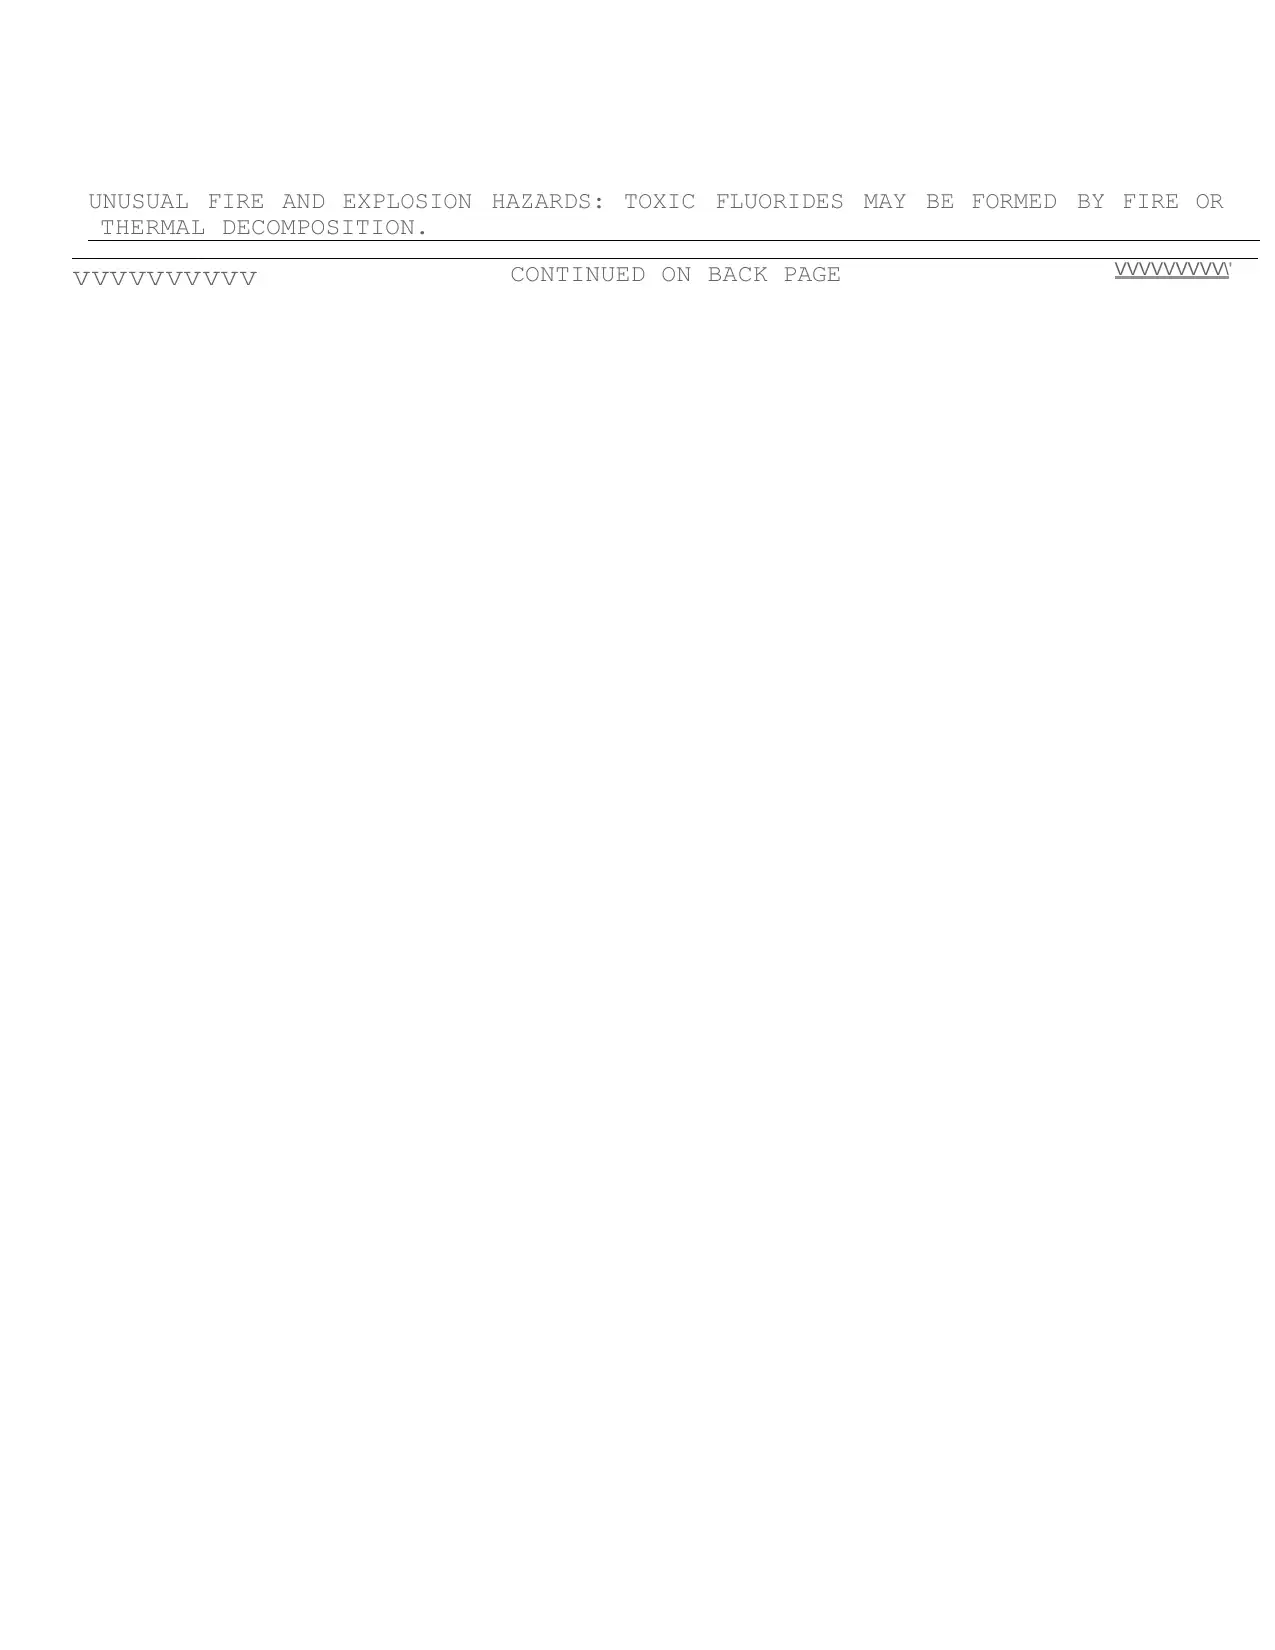 UNUSUAL FIRE AND EXPLOSION HAZARDS: TOXIC FLUORIDES MAY BE FORMED BY FIRE OR
THERMAL DECOMPOSITION.
VVVVVVVVVV CONTINUED ON BACK PAGE VVVVVVVVV\'